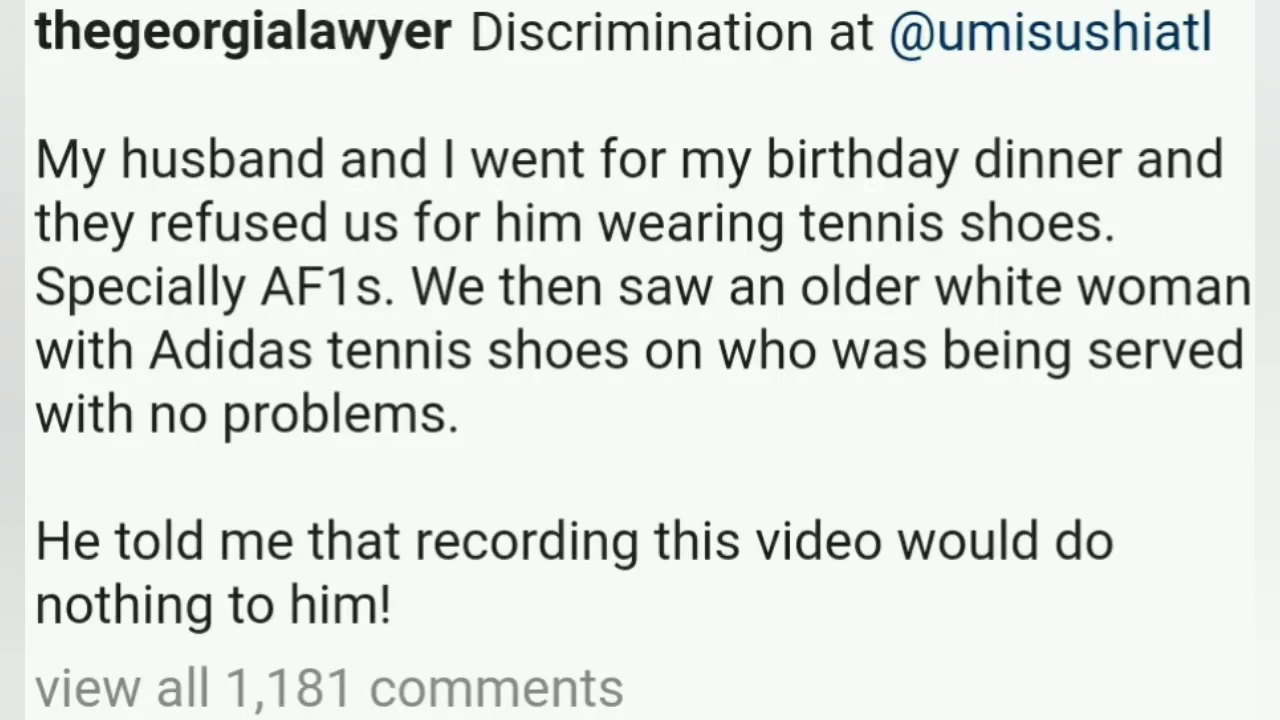 thegeorgialawyer Discrimination at @umisushiatl
My husband and I went for my birthday dinner and
they refused us for him wearing tennis shoes.
Specially AF1s. We then saw an older white woman
with Adidas tennis shoes on who was being served
with no problems.
He told me that recording this video would do
nothing to him!
view all 1,181 comments